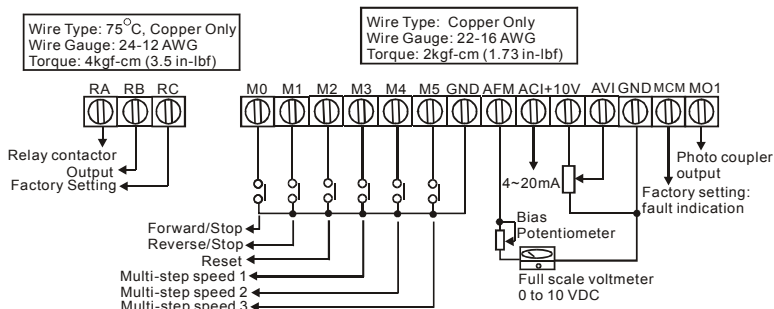 Wire Type: 75°C, Copper Only
Wire Gauge: 24-12 AWG
Torque: 4kgf-cm (3.5 in-lbf)
Wire Type: Copper Only
Wire Gauge: 22-16 AWG
Torque: 2kgf-cm (1.73 in-lbf)
RA RB RC
M0 M1 M2 M3 M4 M5 GND AFM ACI +10V AVI GND MCM MO1
Relay contactor
Output
Factory Setting
4~20mA
Photo coupler
output
Factory setting:
fault indication
Bias
Potentiometer
Full scale voltmeter
0 to 10 VDC
Forward/Stop
Reverse/Stop
Reset
Multi-step speed 1
Multi-step speed 2
Multi-step speed 3